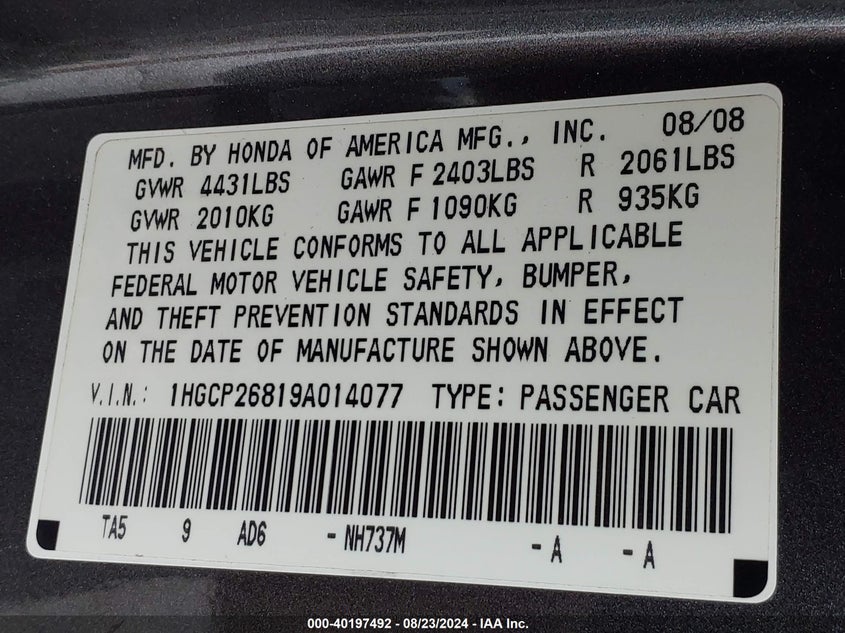 MFD. BY HONDA OF AMERICA MFG., INC. 08/08
GVWR 4431LBS GAWR F 2403LBS R 2061LBS
GVWR 2010KG GAWR F 1090KG R 935KG
THIS VEHICLE CONFORMS TO ALL APPLICABLE
FEDERAL MOTOR VEHICLE SAFETY, BUMPER,
AND THEFT PREVENTION STANDARDS IN EFFECT
ON THE DATE OF MANUFACTURE SHOWN ABOVE.
V.I.N.: 1HGCP26819A014077 TYPE: PASSENGER CAR
TA5 9 AD6 - NH737M - A - A
000-40197492 - 08/23/2024 - IAA Inc.